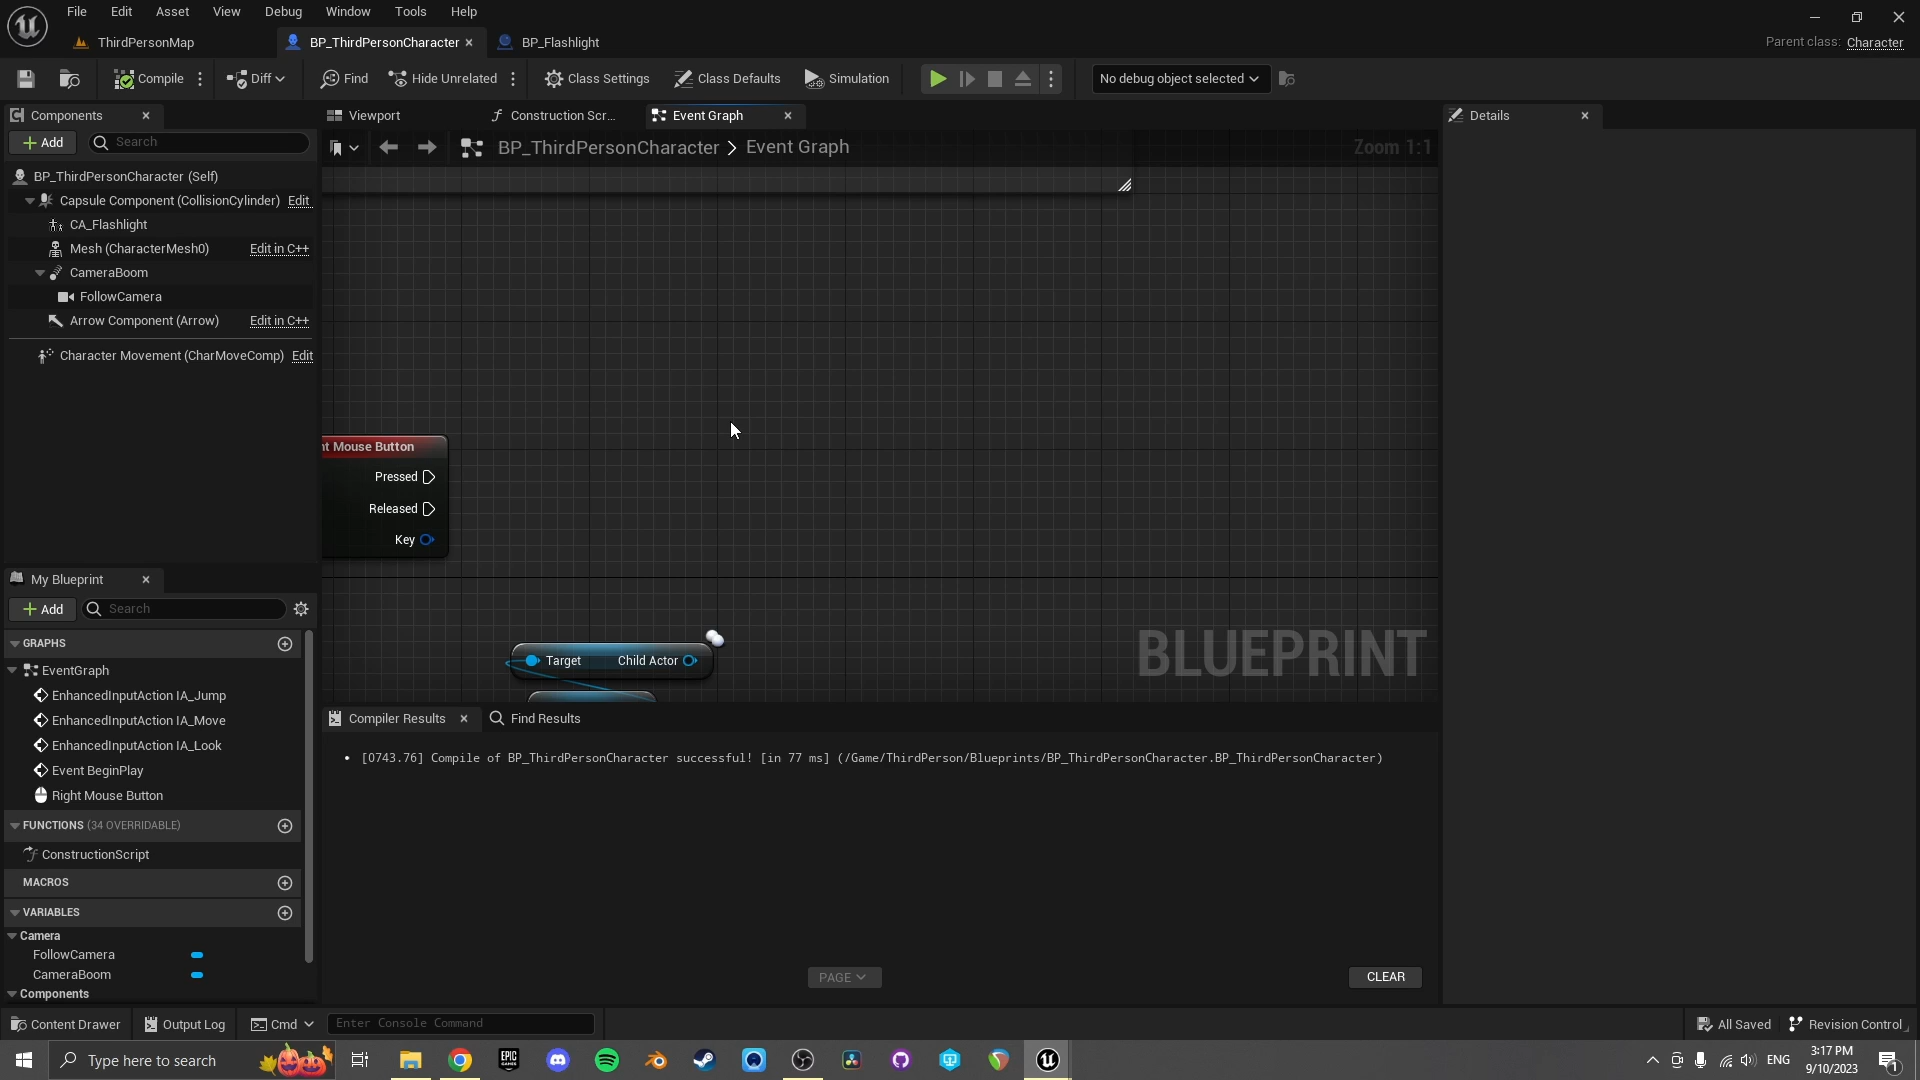 File Edit Asset View Debug Window Tools Help
ThirdPersonMap BP_ThirdPersonCharacter BP_Flashlight
Parent class: Character
Compile Diff Find Hide Unrelated Class Settings Class Defaults Simulation No debug object selected
Components Viewport Construction Scr... Event Graph Details
Add Search
BP_ThirdPersonCharacter > Event Graph Zoom 1:1
BP_ThirdPersonCharacter (Self)
Capsule Component (CollisionCylinder) Edit
CA_Flashlight
Mesh (CharacterMesh0) Edit in C++
CameraBoom
FollowCamera
Arrow Component (Arrow) Edit in C++
Character Movement (CharMoveComp) Edit
ht Mouse Button
Pressed
Released
Key
Target Child Actor
BLUEPRINT
My Blueprint
Add Search
GRAPHS
EventGraph
EnhancedInputAction IA_Jump
EnhancedInputAction IA_Move
EnhancedInputAction IA_Look
Event BeginPlay
Right Mouse Button
FUNCTIONS (34 OVERRIDABLE)
ConstructionScript
MACROS
VARIABLES
Camera
FollowCamera
CameraBoom
Components
Compiler Results Find Results
• [0743.76] Compile of BP_ThirdPersonCharacter successful! [in 77 ms] (/Game/ThirdPerson/Blueprints/BP_ThirdPersonCharacter.BP_ThirdPersonCharacter)
PAGE CLEAR
Content Drawer Output Log Cmd Enter Console Command All Saved Revision Control
Type here to search EPIC GAMES ENG 3:17 PM
9/10/2023 1